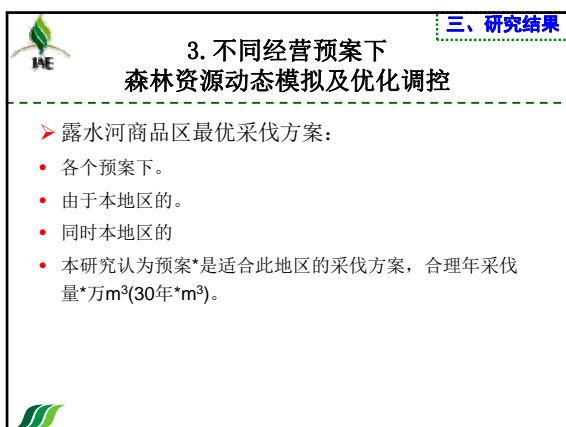 三、研究结果
IAE
3.不同经营预案下
森林资源动态模拟及优化调控
➢ 露水河商品区最优采伐方案：
• 各个预案下。
• 由于本地区的。
• 同时本地区的
• 本研究认为预案*是适合此地区的采伐方案，合理年采伐
量*万m³(30年*m³)。